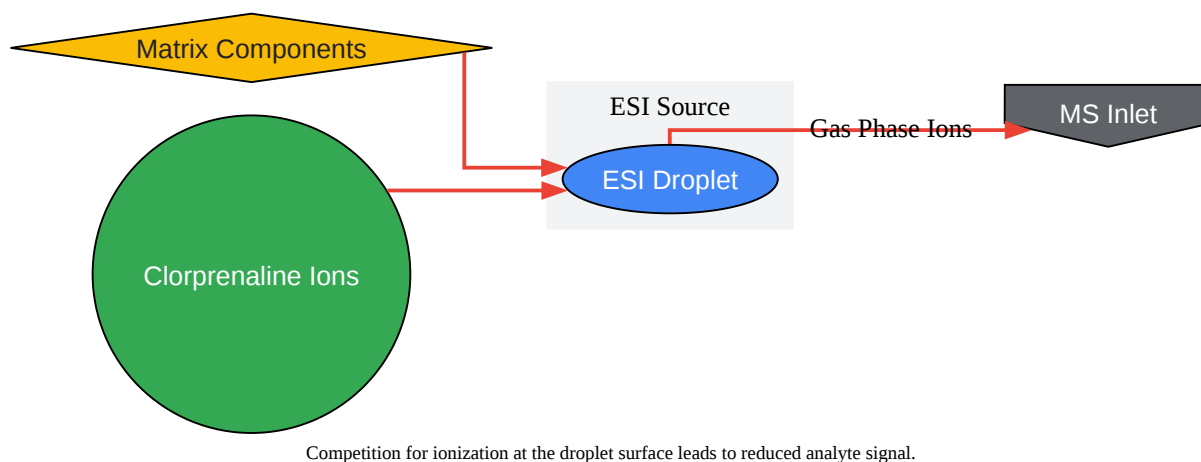 Matrix Components
ESI Source
MS Inlet
Gas Phase Ions
ESI Droplet
Clorprenaline Ions
Competition for ionization at the droplet surface leads to reduced analyte signal.